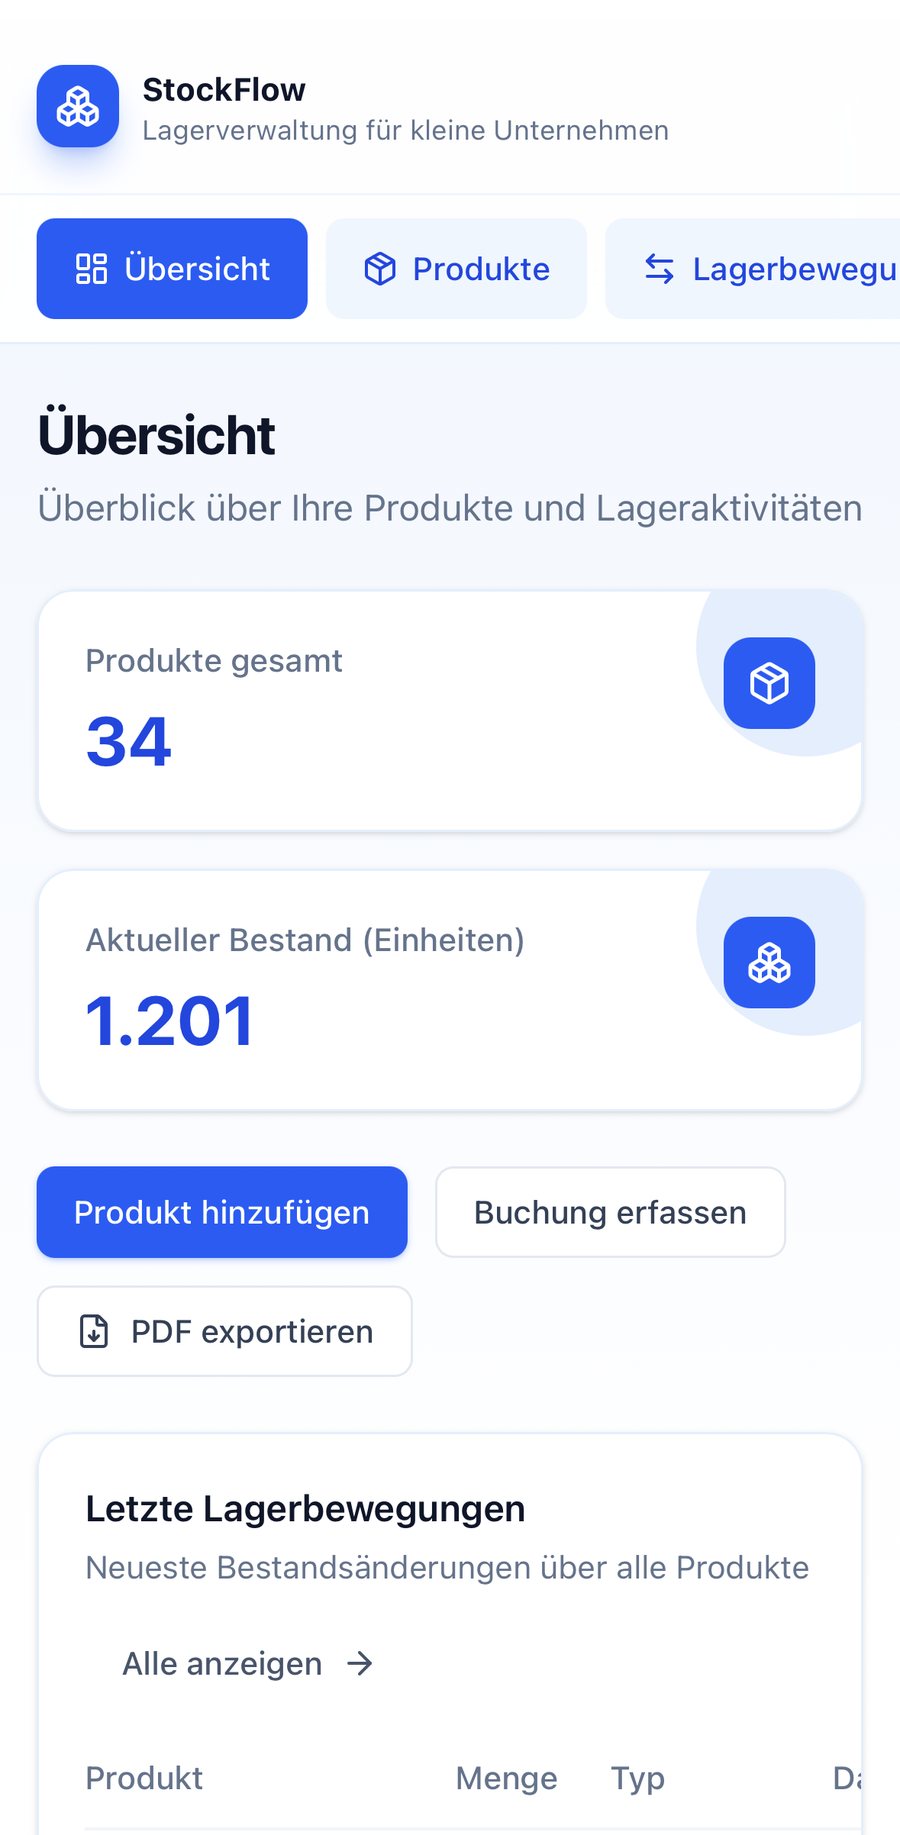 StockFlow
Lagerverwaltung für kleine Unternehmen
Übersicht
Produkte
Lagerbewegu
Übersicht
Überblick über Ihre Produkte und Lageraktivitäten
Produkte gesamt
34
Aktueller Bestand (Einheiten)
1.201
Produkt hinzufügen
Buchung erfassen
PDF exportieren
Letzte Lagerbewegungen
Neueste Bestandsänderungen über alle Produkte
Alle anzeigen
Produkt Menge Typ Da